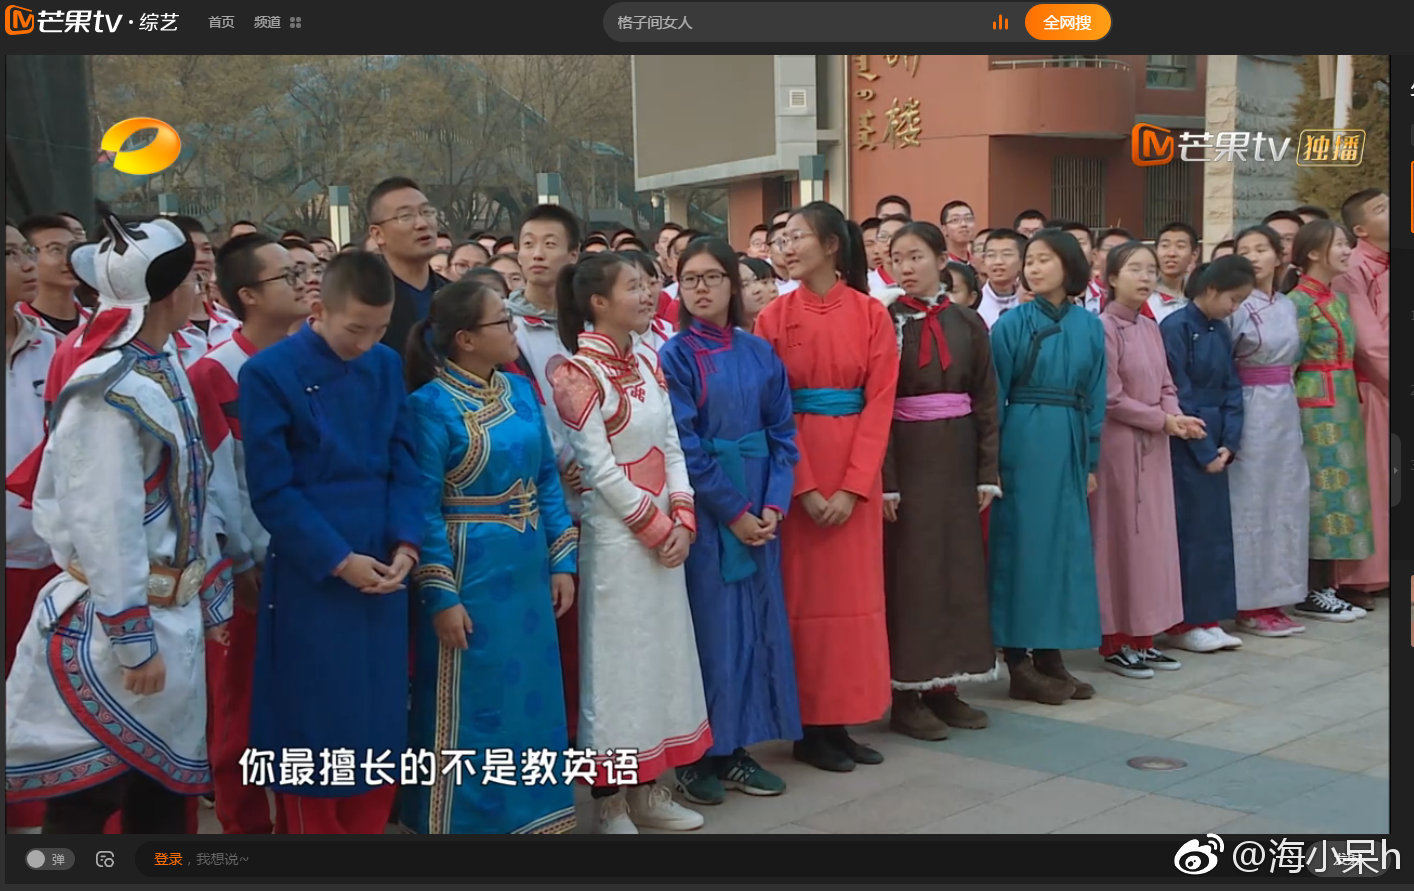 芒果tv·综艺
首页
频道
格子间女人
全网搜
楼
芒果tv 独播
你最擅长的不是教英语
弹
登录，我想说~
@海小呆h